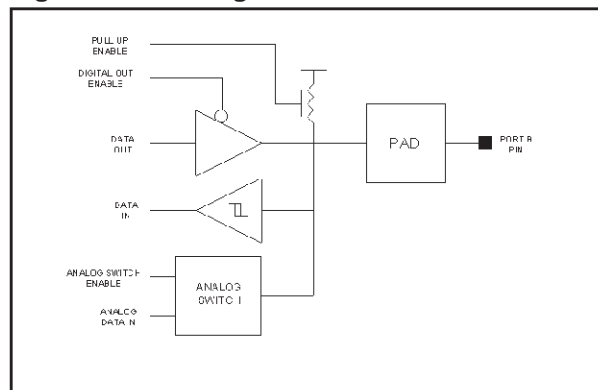 PULL UP
ENABLE
DIGITAL OUT
ENABLE
DATA
OUT
PAD
PORT B
PIN
DATA
IN
ANALOG SWITCH
ENABLE
ANALOG
SWITCH
ANALOG
DATA IN